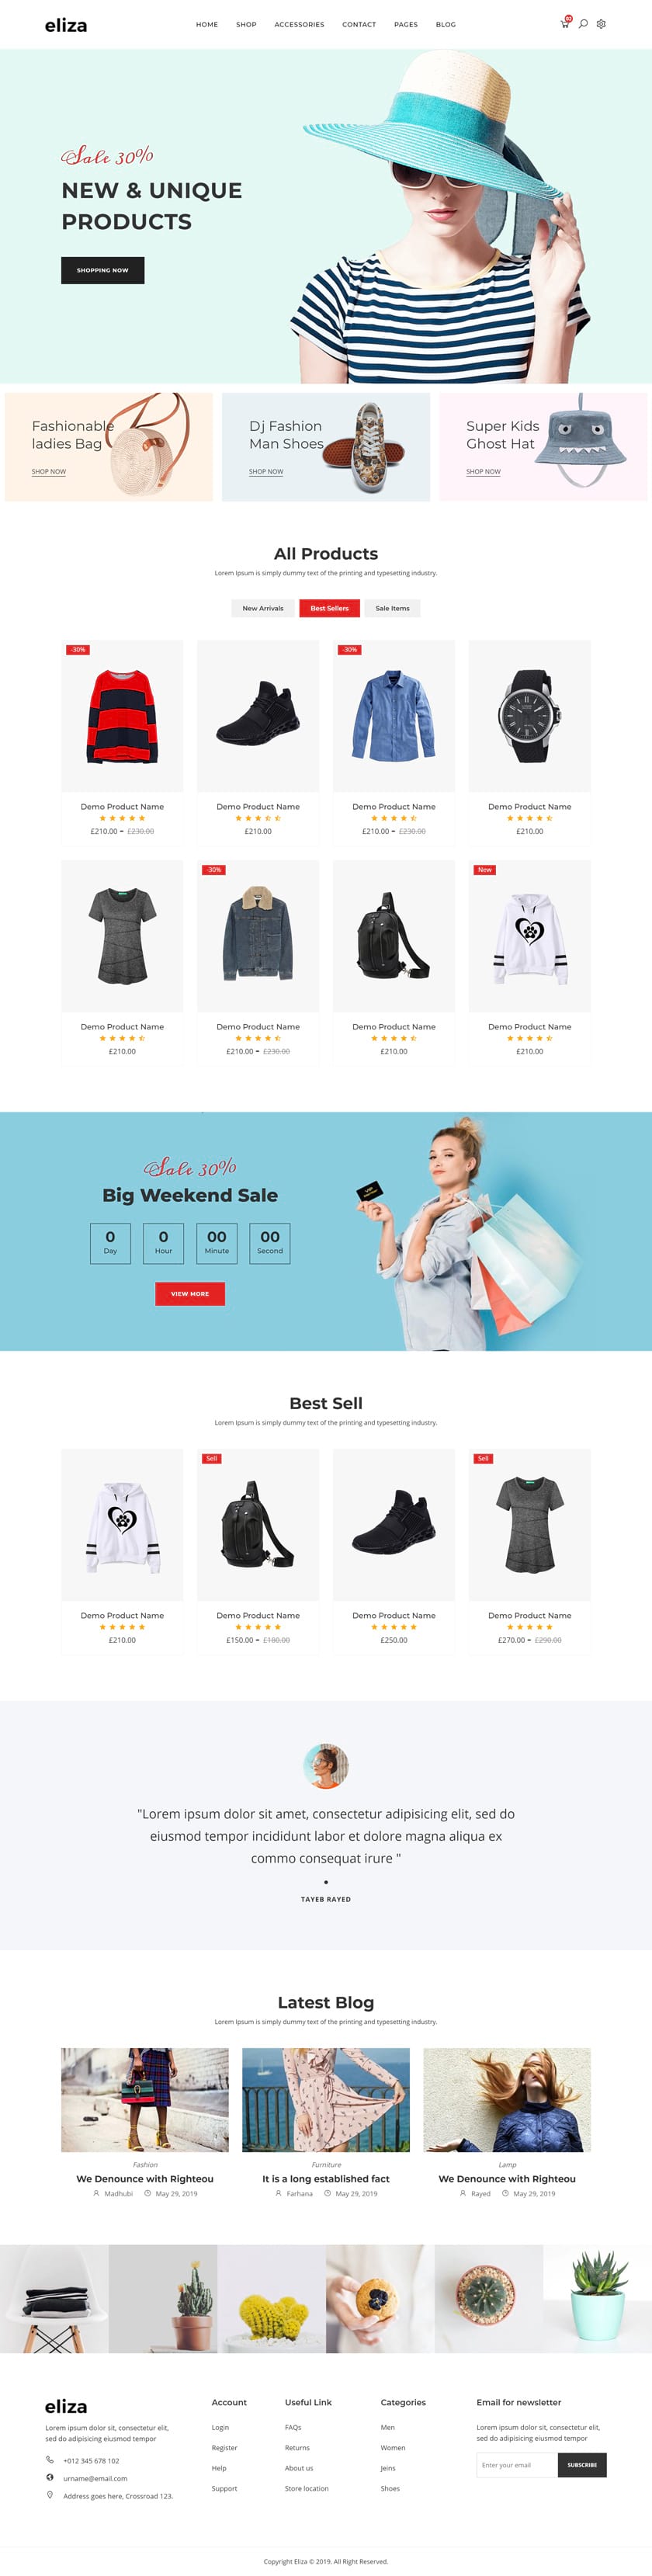 eliza
HOME SHOP ACCESSORIES CONTACT PAGES BLOG
02
Sale 30%
NEW & UNIQUE
PRODUCTS
SHOPPING NOW
Fashionable
ladies Bag
SHOP NOW
Dj Fashion
Man Shoes
SHOP NOW
Super Kids
Ghost Hat
SHOP NOW
All Products
Lorem Ipsum is simply dummy text of the printing and typesetting industry.
New Arrivals Best Sellers Sale Items
-30% -30%
Demo Product Name Demo Product Name Demo Product Name Demo Product Name
£210.00 - £230.00 £210.00 £210.00 - £230.00 £210.00
-30% New
Demo Product Name Demo Product Name Demo Product Name Demo Product Name
£210.00 £210.00 - £230.00 £210.00 £210.00
Sale 30%
Big Weekend Sale
0 0 00 00
Day Hour Minute Second
VIEW MORE
Best Sell
Lorem Ipsum is simply dummy text of the printing and typesetting industry.
Sell Sell
Demo Product Name Demo Product Name Demo Product Name Demo Product Name
£210.00 £150.00 - £180.00 £250.00 £270.00 - £290.00
"Lorem ipsum dolor sit amet, consectetur adipisicing elit, sed do
eiusmod tempor incididunt labor et dolore magna aliqua ex
commo consequat irure "
TAYEB RAYED
Latest Blog
Lorem Ipsum is simply dummy text of the printing and typesetting industry.
Fashion Furniture Lamp
We Denounce with Righteou It is a long established fact We Denounce with Righteou
Madhubi May 29, 2019 Farhana May 29, 2019 Rayed May 29, 2019
eliza
Lorem ipsum dolor sit, consectetur elit,
sed do adipisicing eiusmod tempor
+012 345 678 102
urname@email.com
Address goes here, Crossroad 123.
Account
Login
Register
Help
Support
Useful Link
FAQs
Returns
About us
Store location
Categories
Men
Women
Jeins
Shoes
Email for newsletter
Lorem ipsum dolor sit, consectetur elit,
sed do adipisicing eiusmod tempor
Enter your email SUBSCRIBE
Copyright Eliza © 2019. All Right Reserved.